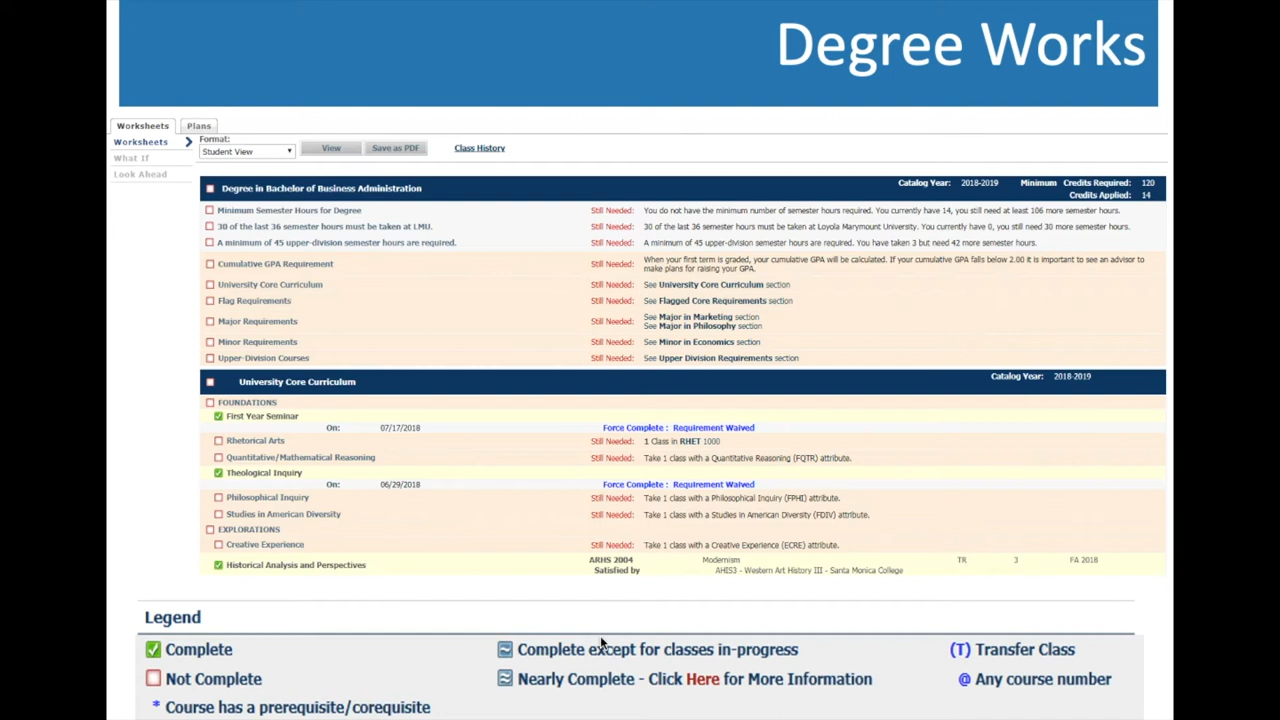 Degree Works
Worksheets Plans
Worksheets
What If
Look Ahead
Format:
Student View View Save as PDF Class History
Degree in Bachelor of Business Administration Catalog Year: 2018-2019 Minimum Credits Required: 120
Credits Applied: 14
Minimum Semester Hours for Degree Still Needed: You do not have the minimum number of semester hours required. You currently have 14, you still need at least 106 more semester hours.
30 of the last 36 semester hours must be taken at LMU. Still Needed: 30 of the last 36 semester hours must be taken at Loyola Marymount University. You currently have 0, you still need 30 more semester hours.
A minimum of 45 upper-division semester hours are required. Still Needed: A minimum of 45 upper-division semester hours are required. You have taken 3 but need 42 more semester hours.
Cumulative GPA Requirement Still Needed: When your first term is graded, your cumulative GPA will be calculated. If your cumulative GPA falls below 2.00 it is important to see an advisor to
make plans for raising your GPA.
University Core Curriculum Still Needed: See University Core Curriculum section
Flag Requirements Still Needed: See Flagged Core Requirements section
Major Requirements Still Needed: See Major in Marketing section
See Major in Philosophy section
Minor Requirements Still Needed: See Minor in Economics section
Upper-Division Courses Still Needed: See Upper Division Requirements section
University Core Curriculum Catalog Year: 2018-2019
FOUNDATIONS
First Year Seminar
On: 07/17/2018 Force Complete : Requirement Waived
Rhetorical Arts Still Needed: 1 Class in RHET 1000
Quantitative/Mathematical Reasoning Still Needed: Take 1 class with a Quantitative Reasoning (FQTR) attribute.
Theological Inquiry
On: 06/29/2018 Force Complete : Requirement Waived
Philosophical Inquiry Still Needed: Take 1 class with a Philosophical Inquiry (FPHI) attribute.
Studies in American Diversity Still Needed: Take 1 class with a Studies in American Diversity (FDIV) attribute.
EXPLORATIONS
Creative Experience Still Needed: Take 1 class with a Creative Experience (ECRE) attribute.
Historical Analysis and Perspectives ARHS 2004 Modernism TR 3 FA 2018
Satisfied by AHIS3 - Western Art History III - Santa Monica College
Legend
Complete Complete except for classes in-progress (T) Transfer Class
Not Complete Nearly Complete - Click Here for More Information @ Any course number
* Course has a prerequisite/corequisite